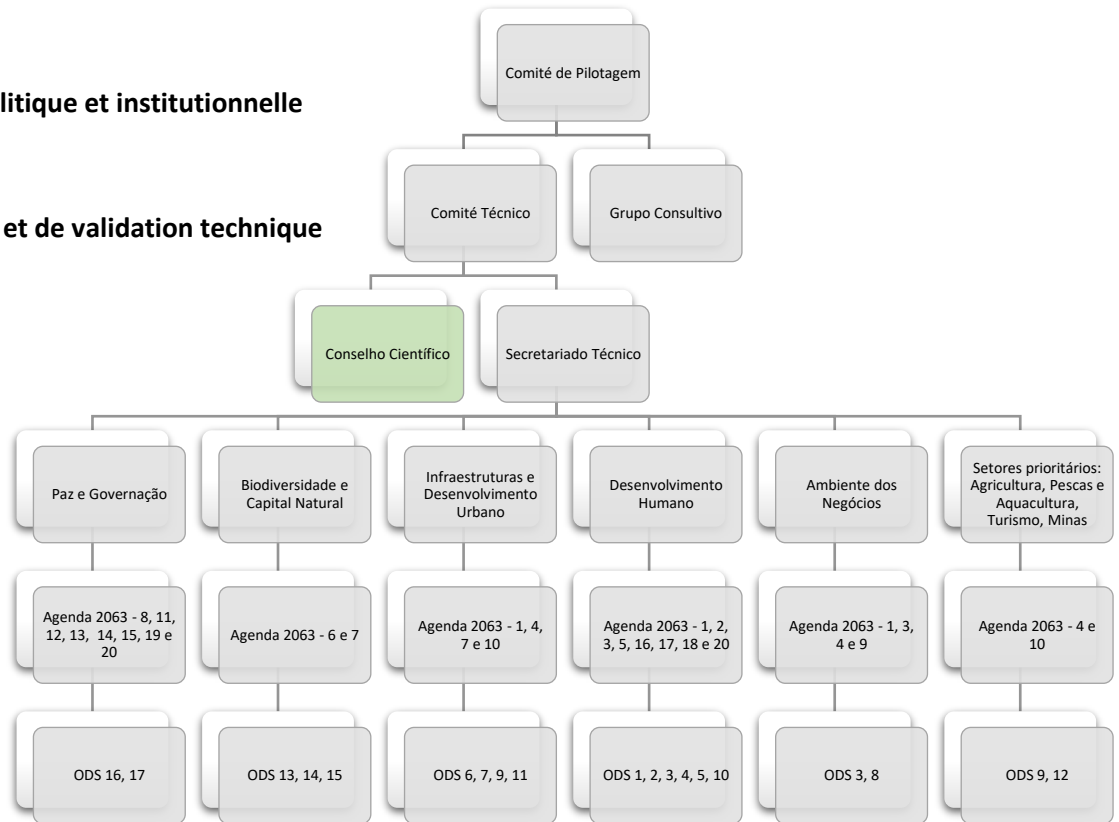 Comité de Pilotagem
litique et institutionnelle
Comité Técnico
Grupo Consultivo
et de validation technique
Conselho Científico
Secretariado Técnico
Paz e Governação
Biodiversidade e
Capital Natural
Infraestruturas e
Desenvolvimento
Urbano
Desenvolvimento
Humano
Ambiente dos
Negócios
Setores prioritários:
Agricultura, Pescas e
Aquacultura,
Turismo, Minas
Agenda 2063 - 8, 11,
12, 13, 14, 15, 19 e
20
Agenda 2063 - 6 e 7
Agenda 2063 - 1, 4,
7 e 10
Agenda 2063 - 1, 2,
3, 5, 16, 17, 18 e 20
Agenda 2063 - 1, 3,
4 e 9
Agenda 2063 - 4 e
10
ODS 16, 17
ODS 13, 14, 15
ODS 6, 7, 9, 11
ODS 1, 2, 3, 4, 5, 10
ODS 3, 8
ODS 9, 12